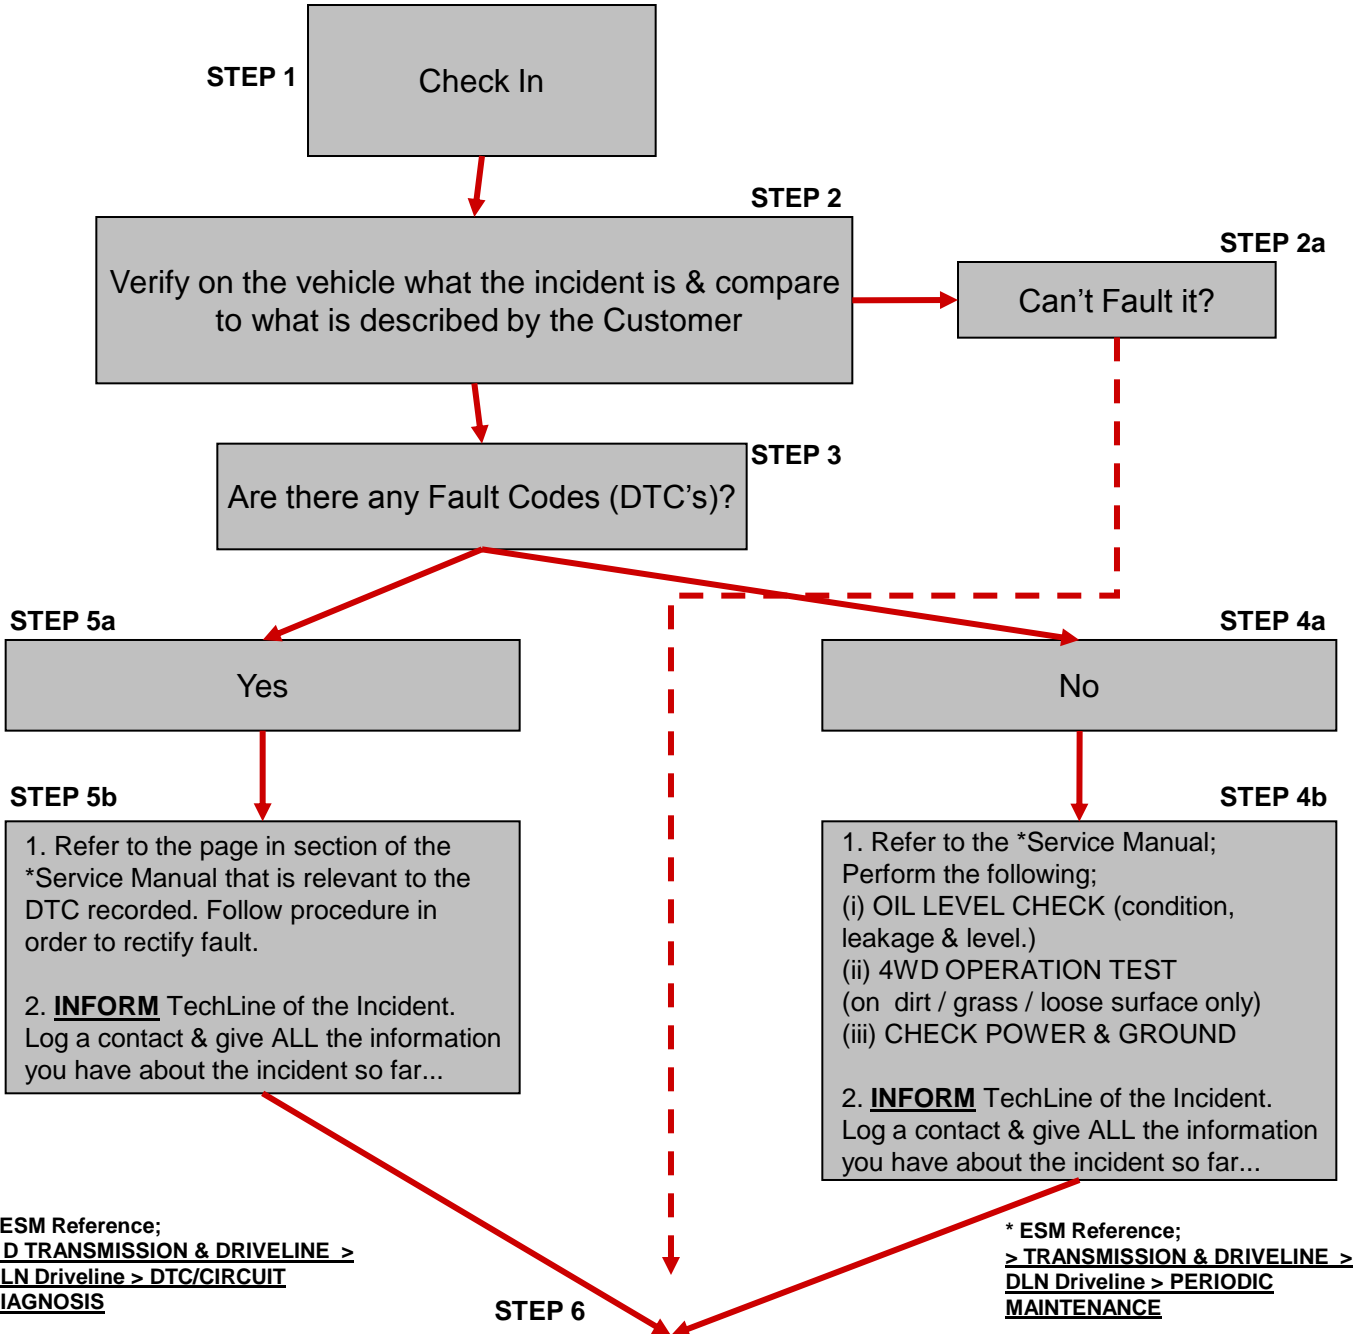 STEP 1
Check In
STEP 2
Verify on the vehicle what the incident is & compare
to what is described by the Customer
STEP 2a
Can’t Fault it?
STEP 3
Are there any Fault Codes (DTC’s)?
STEP 5a
Yes
STEP 4a
No
STEP 5b
1. Refer to the page in section of the
*Service Manual that is relevant to the
DTC recorded. Follow procedure in
order to rectify fault.
2. INFORM TechLine of the Incident.
Log a contact & give ALL the information
you have about the incident so far...
STEP 4b
1. Refer to the *Service Manual;
Perform the following;
(i) OIL LEVEL CHECK (condition,
leakage & level.)
(ii) 4WD OPERATION TEST
(on dirt / grass / loose surface only)
(iii) CHECK POWER & GROUND
2. INFORM TechLine of the Incident.
Log a contact & give ALL the information
you have about the incident so far...
ESM Reference;
D TRANSMISSION & DRIVELINE >
LN Driveline > DTC/CIRCUIT
IAGNOSIS
* ESM Reference;
> TRANSMISSION & DRIVELINE >
DLN Driveline > PERIODIC
MAINTENANCE
STEP 6